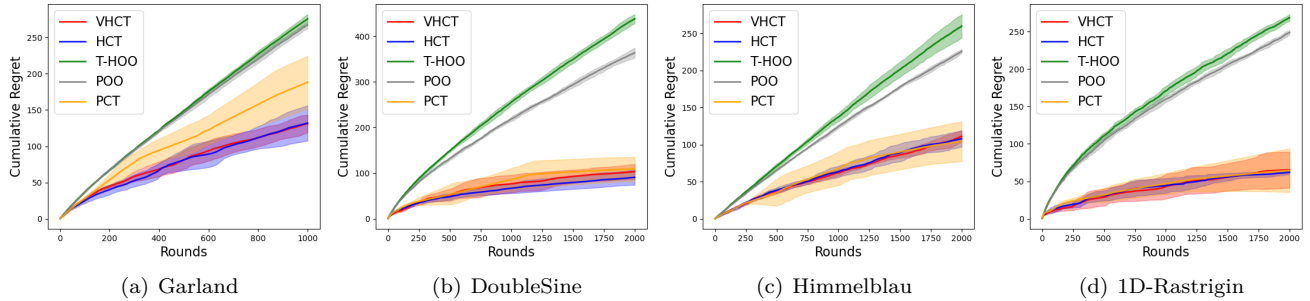 Cumulative Regret
250
200
150
100
50
0
VHCT
HCT
T-HOO
POO
PCT
0 200 400 600 800 1000
Rounds
(a) Garland
Cumulative Regret
400
300
200
100
0
VHCT
HCT
T-HOO
POO
PCT
0 250 500 750 1000 1250 1500 1750 2000
Rounds
(b) DoubleSine
Cumulative Regret
250
200
150
100
50
0
VHCT
HCT
T-HOO
POO
PCT
0 250 500 750 1000 1250 1500 1750 2000
Rounds
(c) Himmelblau
Cumulative Regret
250
200
150
100
50
0
VHCT
HCT
T-HOO
POO
PCT
0 250 500 750 1000 1250 1500 1750 2000
Rounds
(d) 1D-Rastrigin